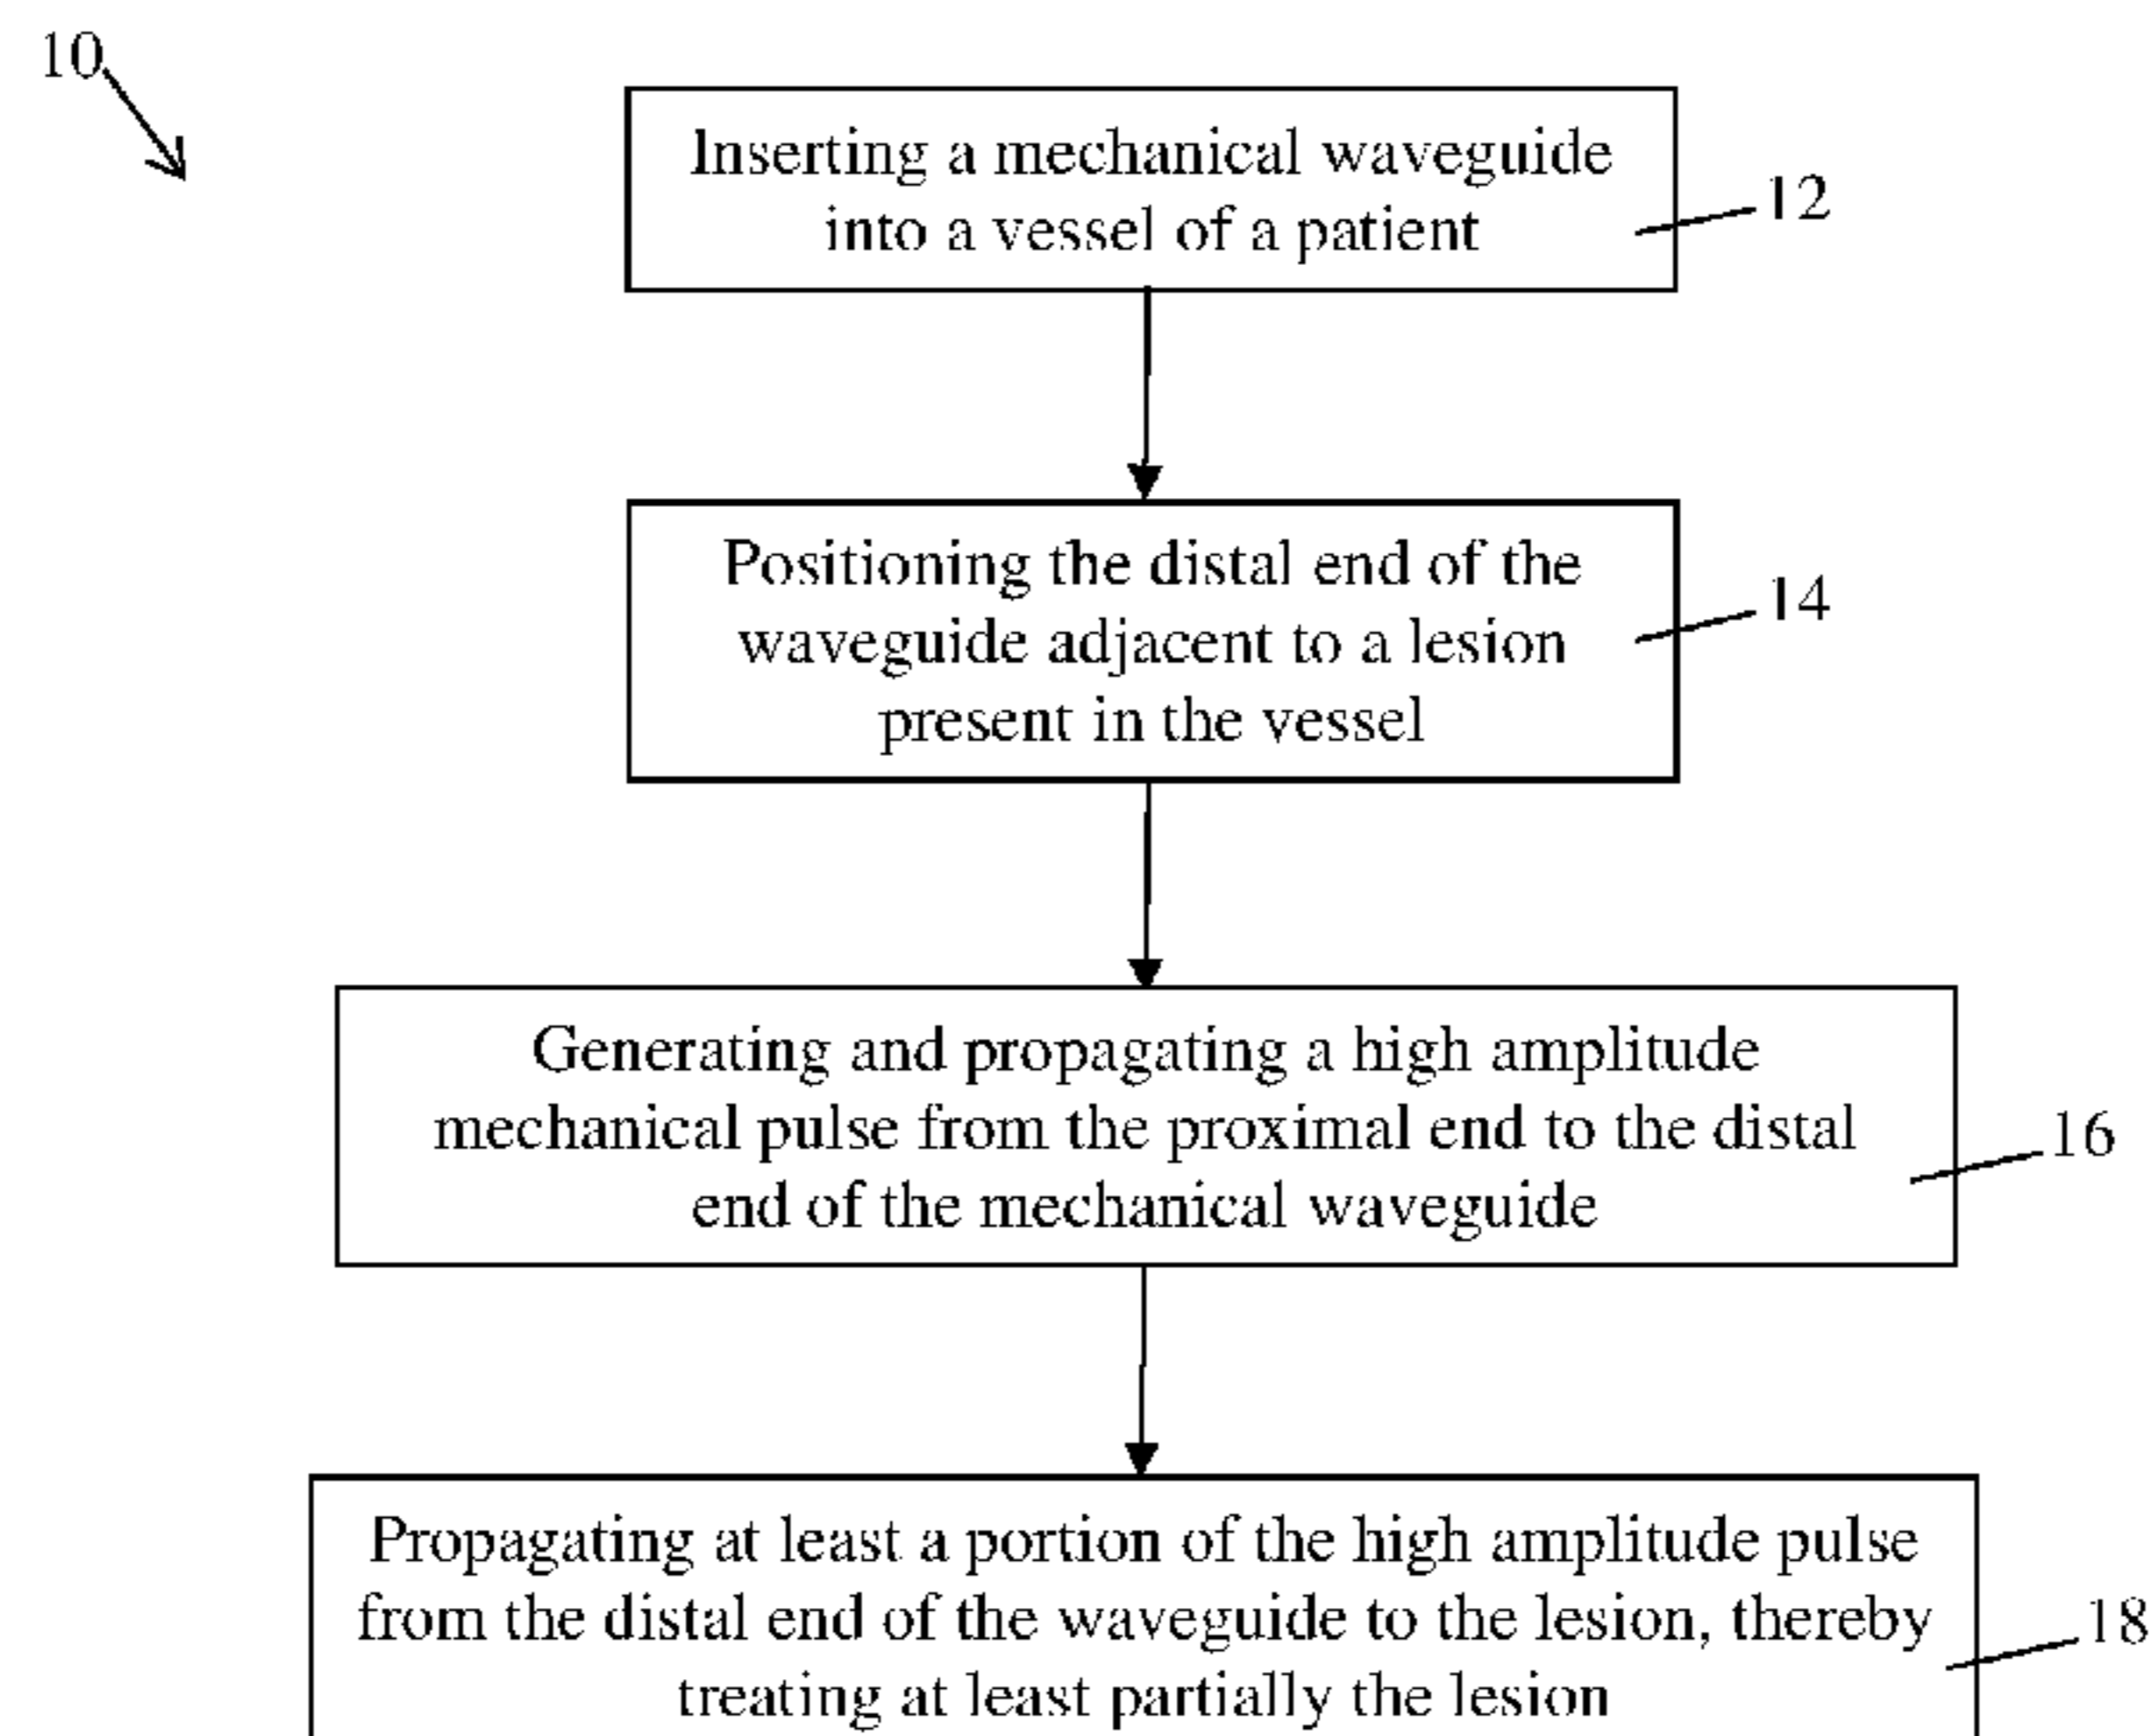 10
Inserting a mechanical waveguide
into a vessel of a patient
12
Positioning the distal end of the
waveguide adjacent to a lesion
present in the vessel
14
Generating and propagating a high amplitude
mechanical pulse from the proximal end to the distal
end of the mechanical waveguide
16
Propagating at least a portion of the high amplitude pulse
from the distal end of the waveguide to the lesion, thereby
treating at least partially the lesion
18